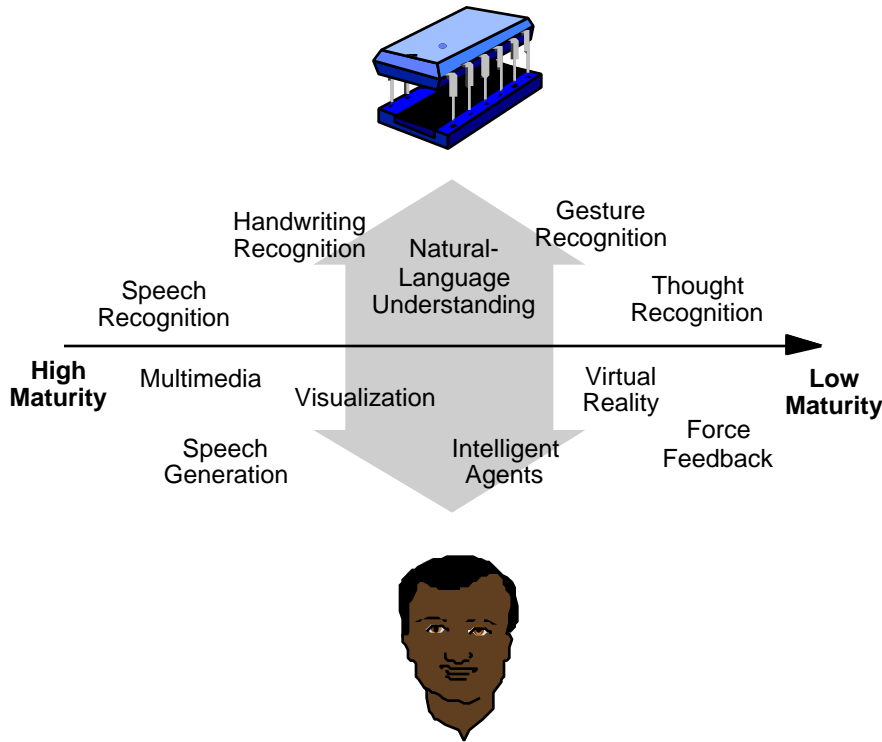 Handwriting
Recognition
Natural-
Language
Understanding
Gesture
Recognition
Speech
Recognition
Thought
Recognition
High
Maturity
Multimedia
Visualization
Virtual
Reality
Low
Maturity
Speech
Generation
Intelligent
Agents
Force
Feedback